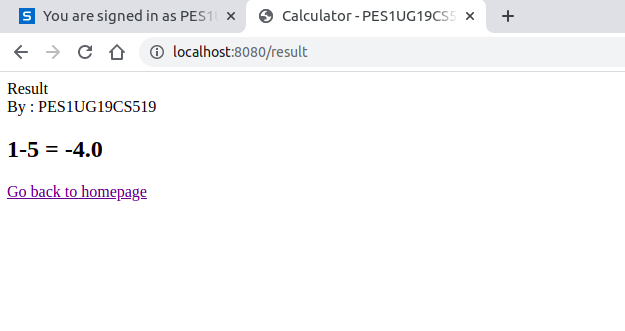 You are signed in as PES1U
Calculator - PES1UG19CS5
localhost:8080/result
Result
By : PES1UG19CS519
1-5 = -4.0
Go back to homepage